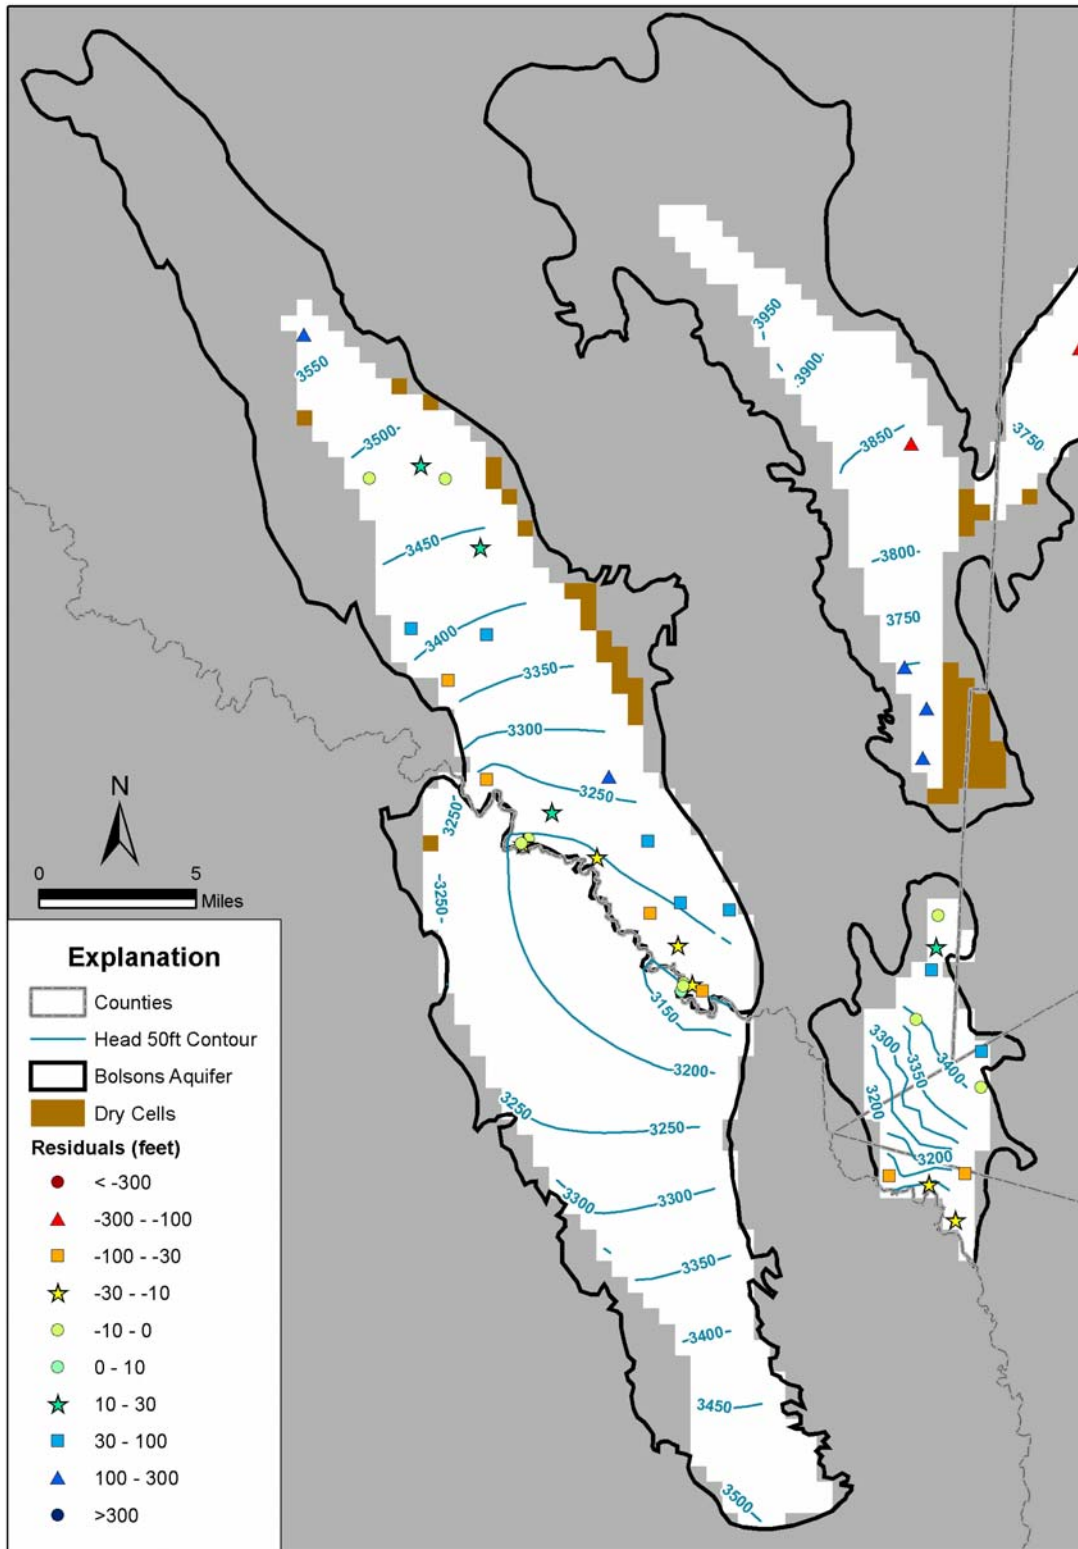 3950
3900
3550
3850
3750
3500
3450
3800
3750
3400
3350
3300
N
3250
3250
0 5
Miles
3250
3150
3300
3350
3400
3200
3200
3200
3250
3250
3300
3300
3350
3400
3450
3500
Explanation
Counties
Head 50ft Contour
Bolsons Aquifer
Dry Cells
Residuals (feet)
< -300
-300 - -100
-100 - -30
-30 - -10
-10 - 0
0 - 10
10 - 30
30 - 100
100 - 300
>300